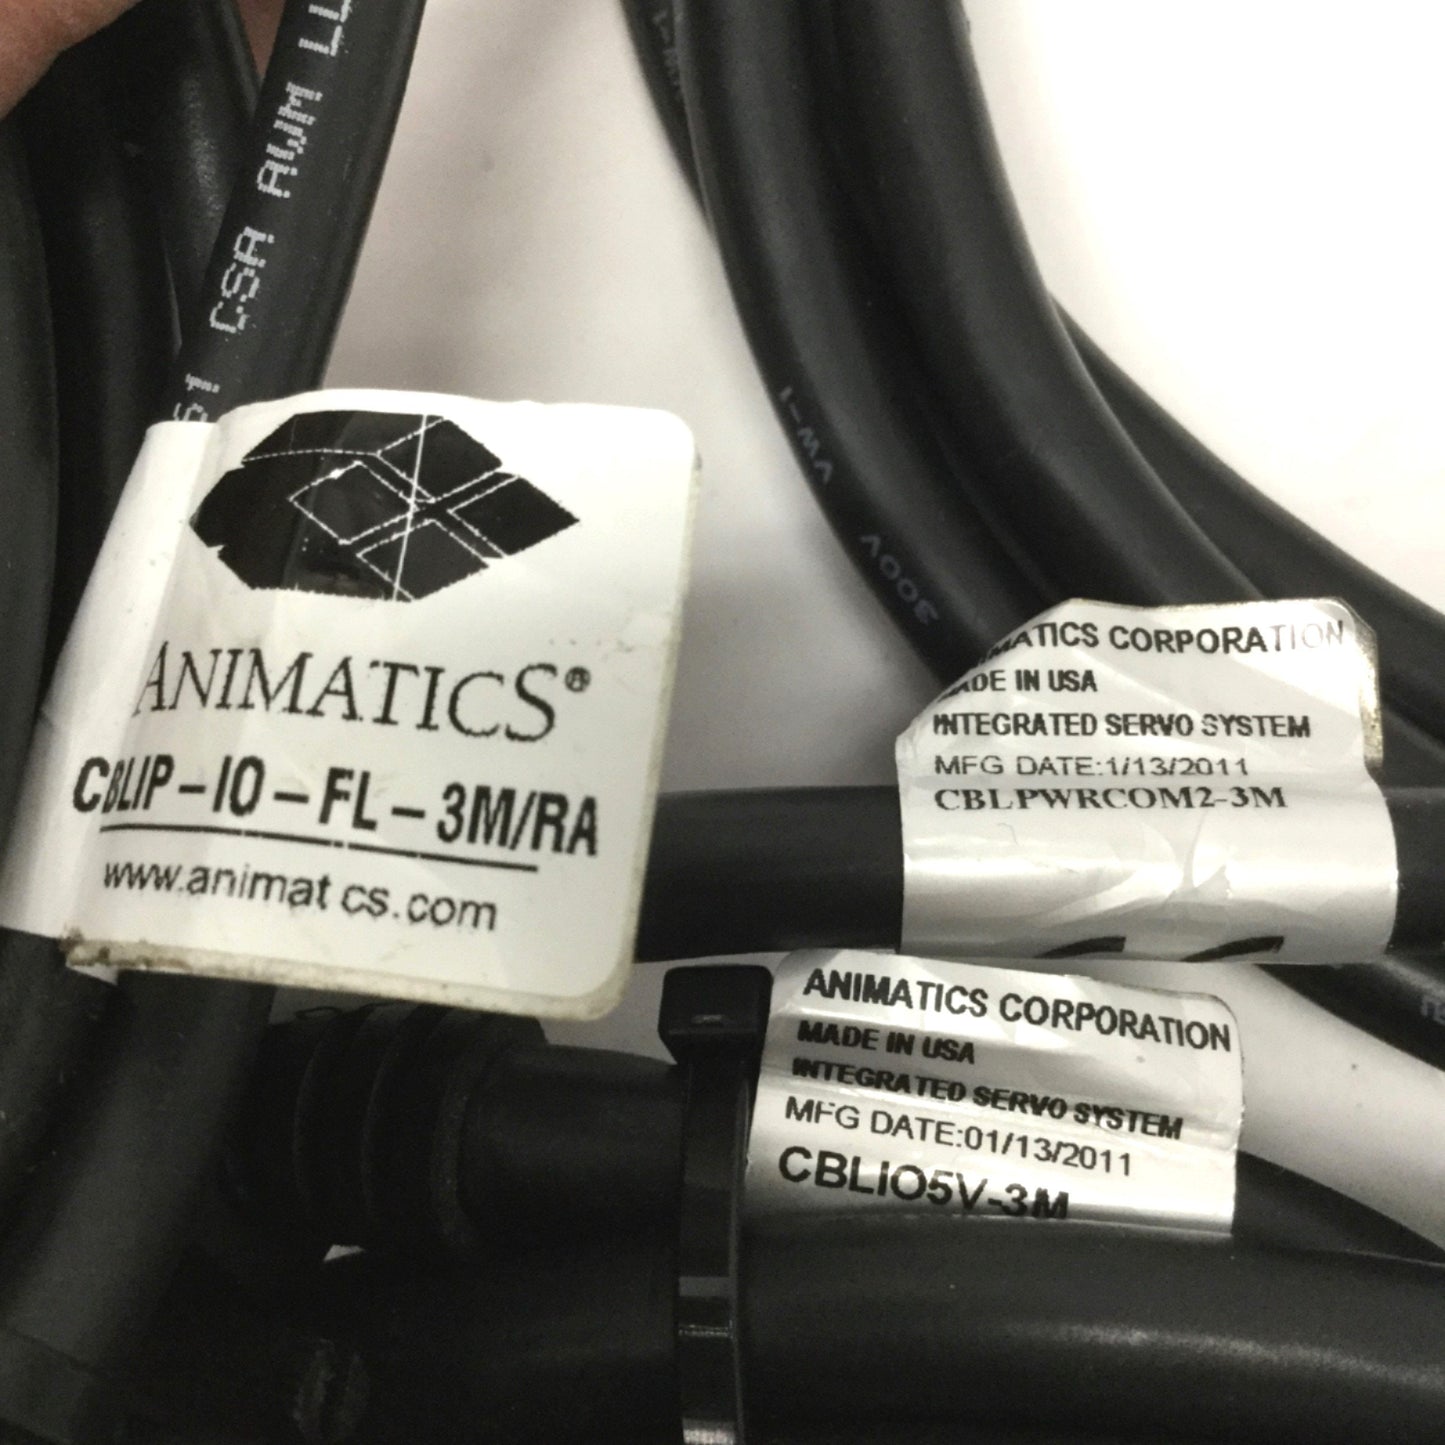 CSA AWM
ANIMATICS®
CBLIP-IO-FL-3M/RA
www.animatics.com
VW-1
300V
ANIMATICS CORPORATION
MADE IN USA
INTEGRATED SERVO SYSTEM
MFG DATE:1/13/2011
CBLPWRCOM2-3M
ANIMATICS CORPORATION
MADE IN USA
INTEGRATED SERVO SYSTEM
MFG DATE:01/13/2011
CBLIO5V-3M